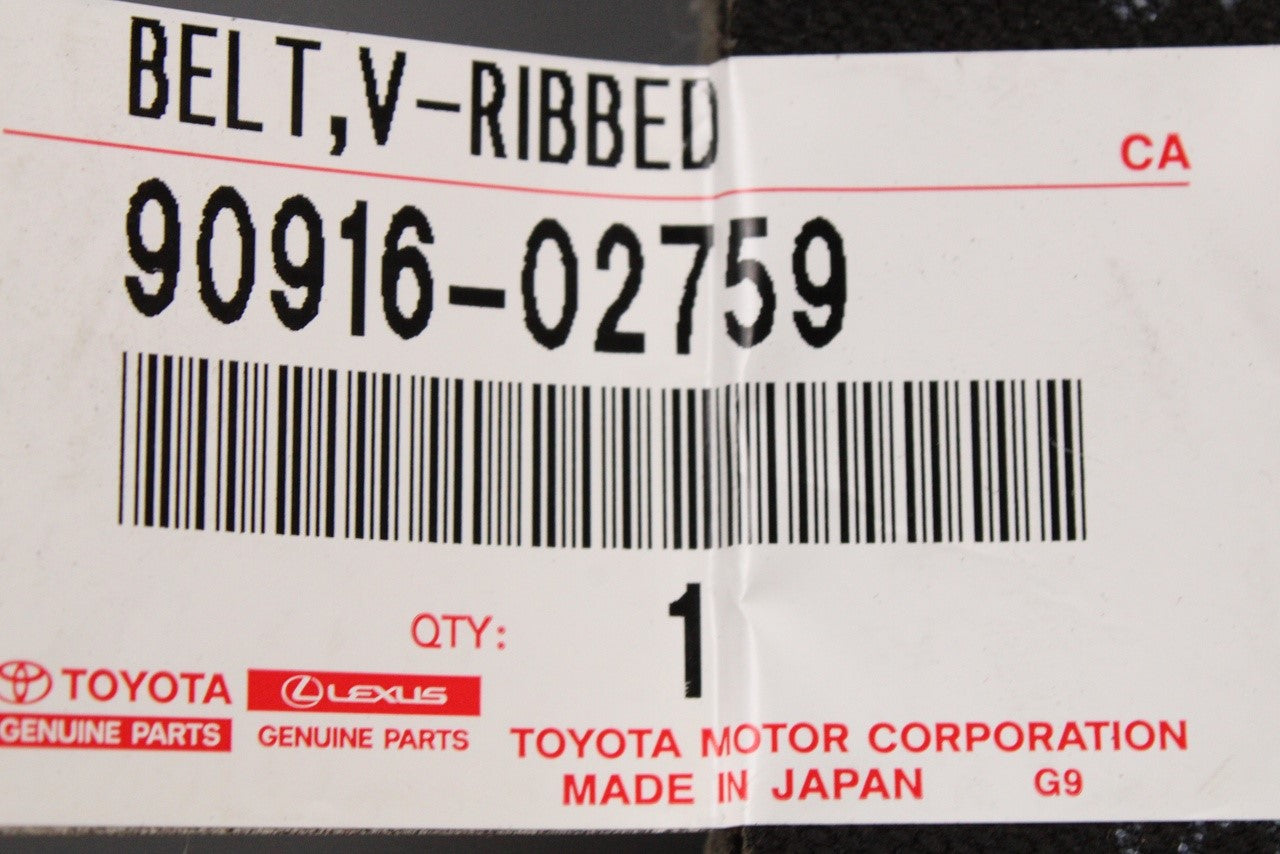 BELT,V-RIBBED
CA
90916-02759
QTY: 1
TOYOTA
GENUINE PARTS
LEXUS
GENUINE PARTS
TOYOTA MOTOR CORPORATION
MADE IN JAPAN G9